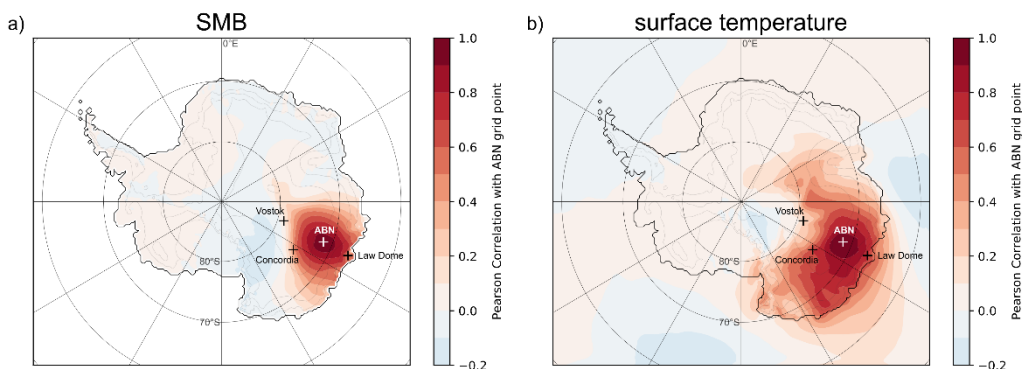 a)
SMB
0°E
Vostok
ABN
Concordia
Law Dome
80°S
70°S
1.0
0.8
0.6
0.4
0.2
0.0
−0.2
Pearson Correlation with ABN grid point
b)
surface temperature
0°E
Vostok
ABN
Concordia
Law Dome
80°S
70°S
1.0
0.8
0.6
0.4
0.2
0.0
−0.2
Pearson Correlation with ABN grid point